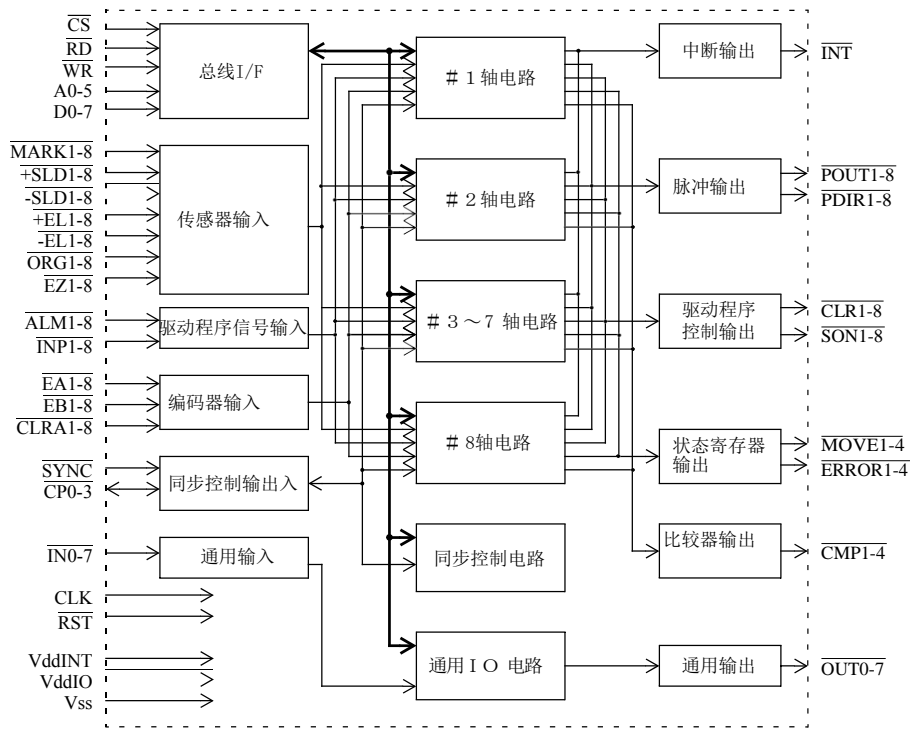 CS
RD
WR
A0-5
D0-7
MARK1-8
+SLD1-8
-SLD1-8
+EL1-8
-EL1-8
ORG1-8
EZ1-8
ALM1-8
INP1-8
EA1-8
EB1-8
CLRA1-8
SYNC
CP0-3
IN0-7
CLK
RST
VddINT
VddIO
Vss
总线I/F
传感器输入
驱动程序信号输入
编码器输入
同步控制输出入
通用输入
#1轴电路
#2轴电路
#3~7 轴电路
#8轴电路
同步控制电路
通用IO 电路
中断输出
脉冲输出
驱动程序
控制输出
状态寄存器
输出
比较器输出
通用输出
INT
POUT1-8
PDIR1-8
CLR1-8
SON1-8
MOVE1-4
ERROR1-4
CMP1-4
OUT0-7